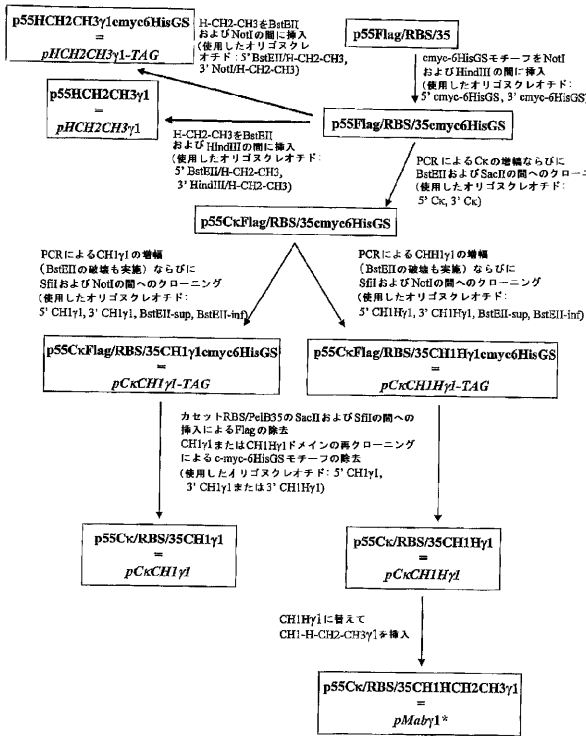 p55HCH2CH3γ1cmyc6HisGS
=
pHCH2CH3γ1-TAG
H-CH2-CH3をBstEII
およびNotIの間に挿入
(使用したオリゴヌクレ
オチド：5' BstEII/H-CH2-CH3,
3' NotI/H-CH2-CH3)
p55Flag/RBS/35
cmyc-6HisGSモチーフをNotI
およびHindIIIの間に挿入
(使用したオリゴヌクレオチド：
5' cmyc-6HisGS, 3' cmyc-6HisGS)
p55HCH2CH3γ1
=
pHCH2CH3γ1
H-CH2-CH3をBstEII
およびHindIIIの間に挿入
(使用したオリゴヌクレ
オチド：
5' BstEII/H-CH2-CH3,
3' HindIII/H-CH2-CH3)
p55Flag/RBS/35cmyc6HisGS
PCRによるCκの増幅ならびに
BstEIIおよびSacIIの間へのクローニ
(使用したオリゴヌクレオチド：
5' Cκ, 3' Cκ)
p55CκFlag/RBS/35cmyc6HisGS
PCRによるCH1γ1の増幅
(BstEIIの破壊も実施) ならびに
SfiIおよびNotIの間へのクローニング
(使用したオリゴヌクレオチド：
5' CH1γ1, 3' CH1γ1, BstEII-sup, BstEII-inf)
PCRによるCHH1γ1の増幅
(BstEIIの破壊も実施) ならびに
SfiIおよびNotIの間へのクローニング
(使用したオリゴヌクレオチド：
5' CH1Hγ1, 3' CH1Hγ1, BstEII-sup, BstEII-inf)
p55CκFlag/RBS/35CH1γ1cmyc6HisGS
=
pCκCH1γ1-TAG
p55CκFlag/RBS/35CH1Hγ1cmyc6HisGS
=
pCκCH1Hγ1-TAG
カセットRBS/PelB35のSacIIおよびSfiIの間への
挿入によるFlagの除去
CH1γ1またはCH1Hγ1ドメインの再クローニング
によるc-myc-6HisGSモチーフの除去
(使用したオリゴヌクレオチド：5' CH1γ1,
3' CH1γ1または3' CH1Hγ1)
p55Cκ/RBS/35CH1γ1
=
pCκCH1γ1
p55Cκ/RBS/35CH1Hγ1
=
pCκCH1Hγ1
CH1Hγ1に替えて
CH1-H-CH2-CH3γ1を挿入
p55Cκ/RBS/35CH1HCH2CH3γ1
=
pMabγ1*